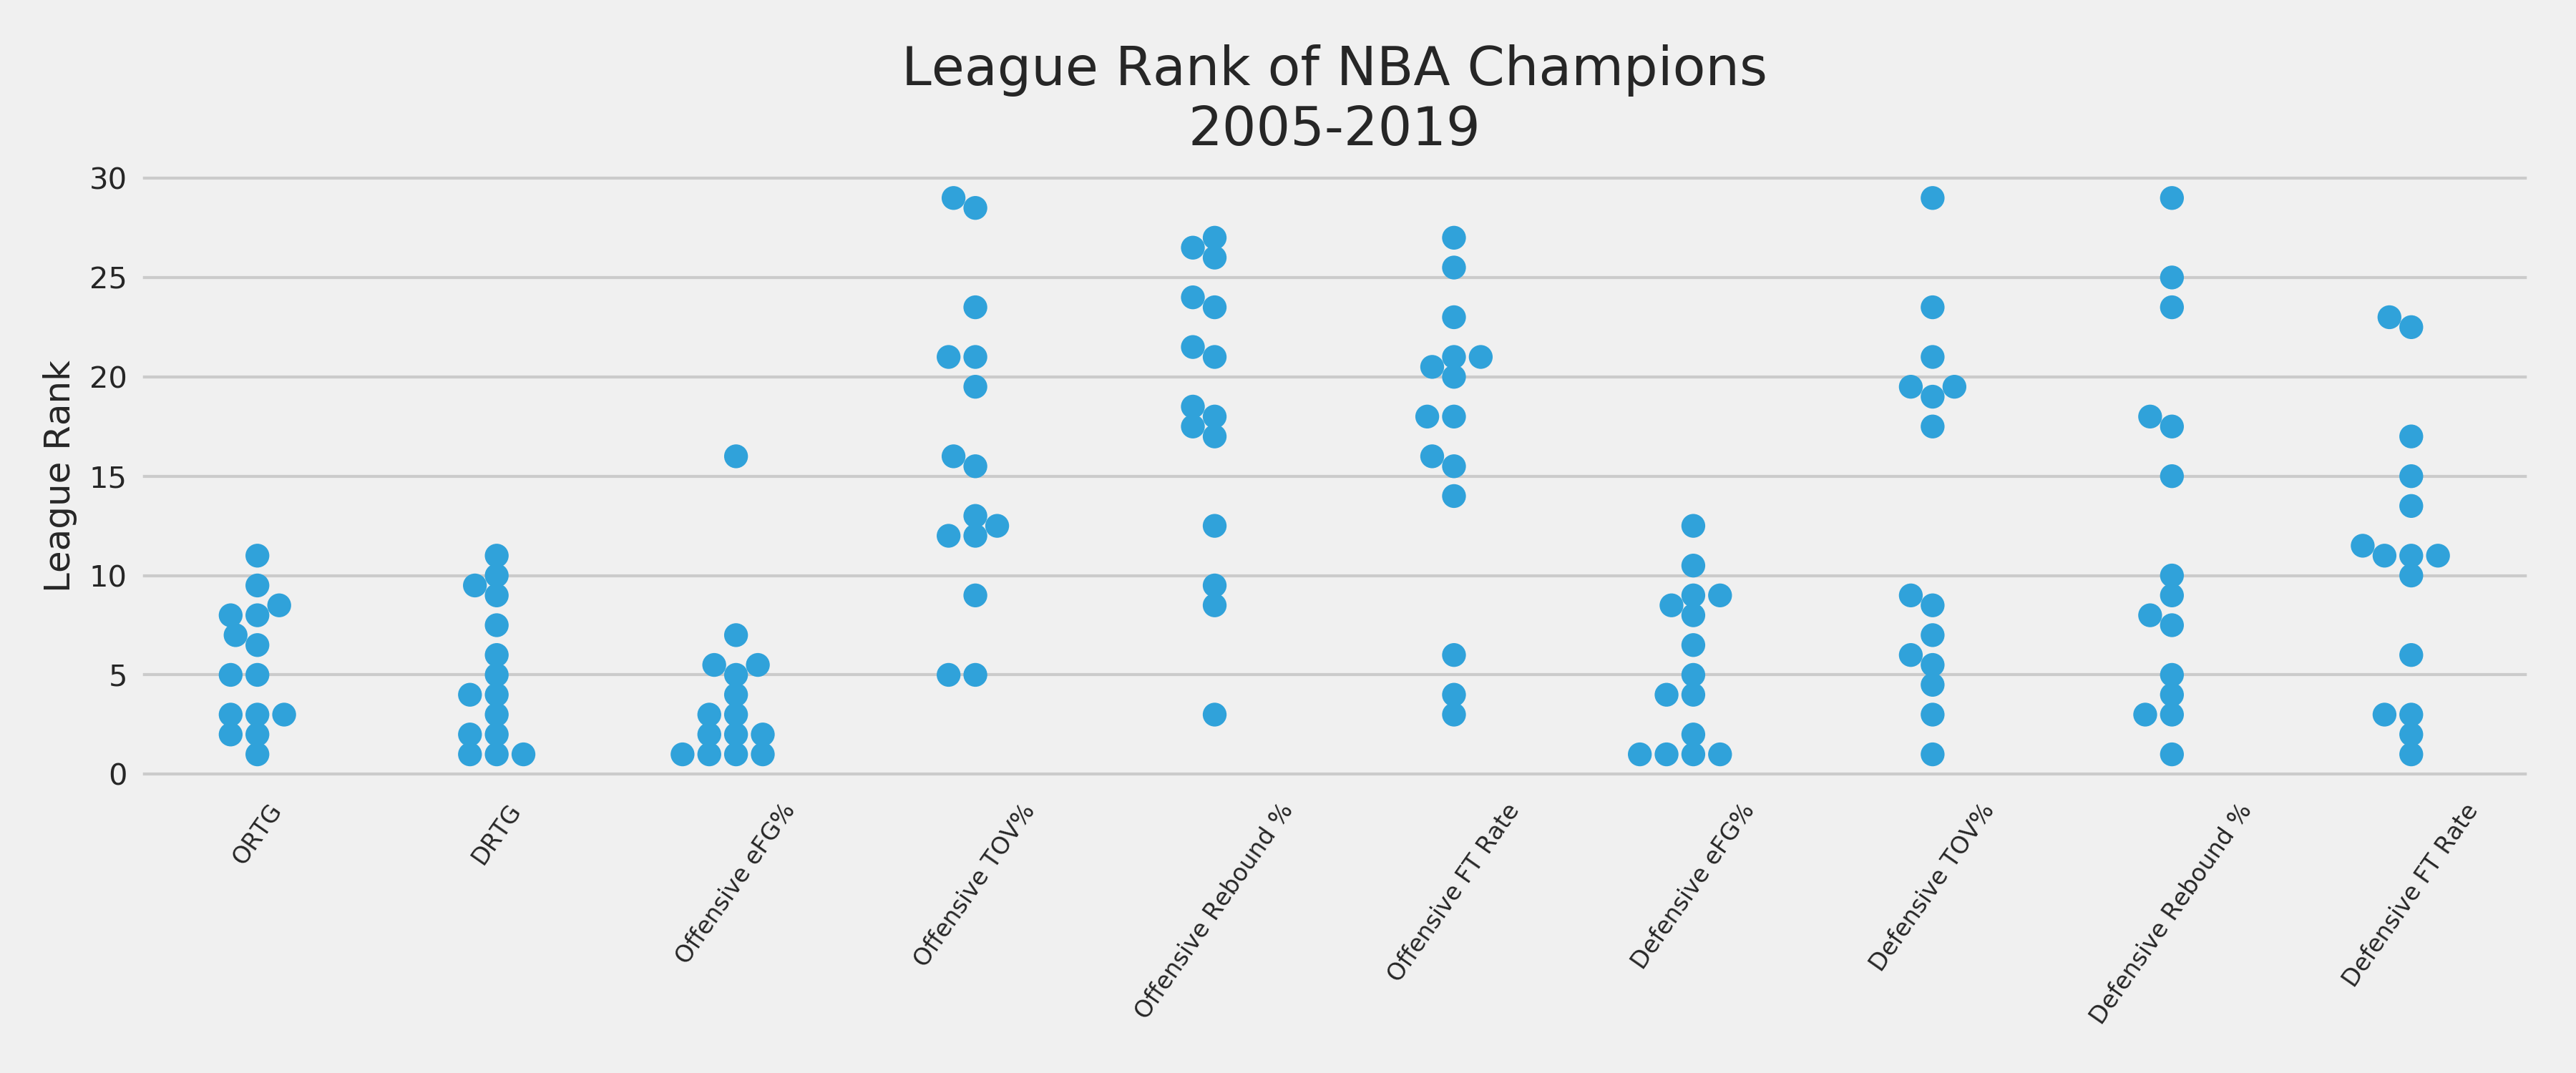 League Rank of NBA Champions
2005-2019
League Rank
30
25
20
15
10
5
0
ORTG
DRTG
Offensive eFG%
Offensive TOV%
Offensive Rebound %
Offensive FT Rate
Defensive eFG%
Defensive TOV%
Defensive Rebound %
Defensive FT Rate